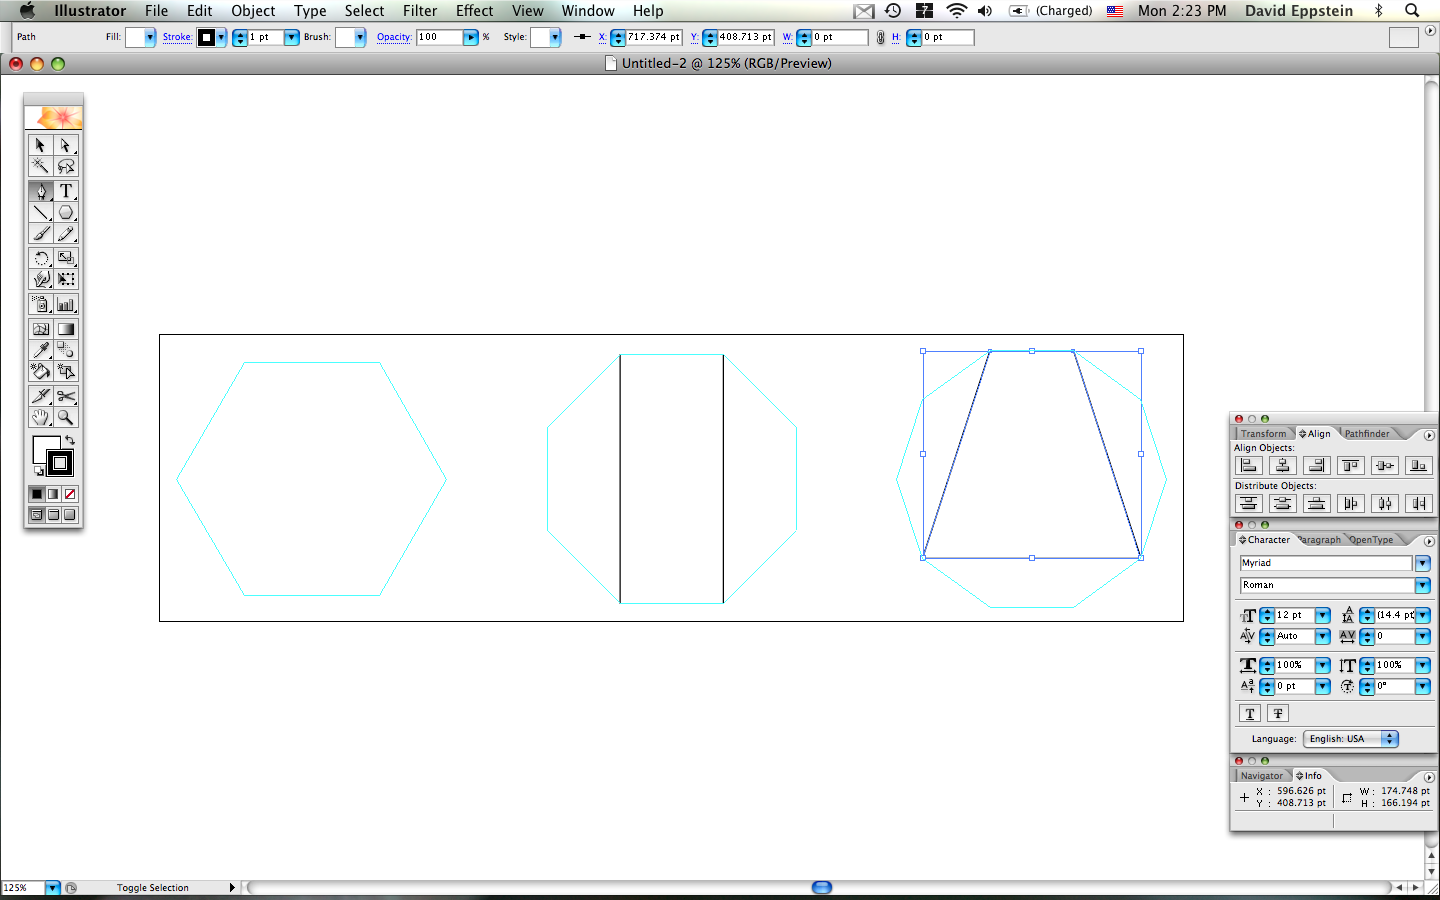 Illustrator File Edit Object Type Select Filter Effect View Window Help (Charged) Mon 2:23 PM David Eppstein
Path Fill: Stroke: 1 pt Brush: Opacity: 100 % Style: X: 717.374 pt Y: 408.713 pt W: 0 pt H: 0 pt
Untitled-2 @ 125% (RGB/Preview)
T
Transform Align Pathfinder
Align Objects:
Distribute Objects:
Character Paragraph OpenType
Myriad
Roman
12 pt (14.4 pt
Auto 0
100% 100%
0 pt 0°
Language: English: USA
Navigator Info
X : 596.626 pt W : 174.748 pt
Y : 408.713 pt H : 166.194 pt
125% Toggle Selection